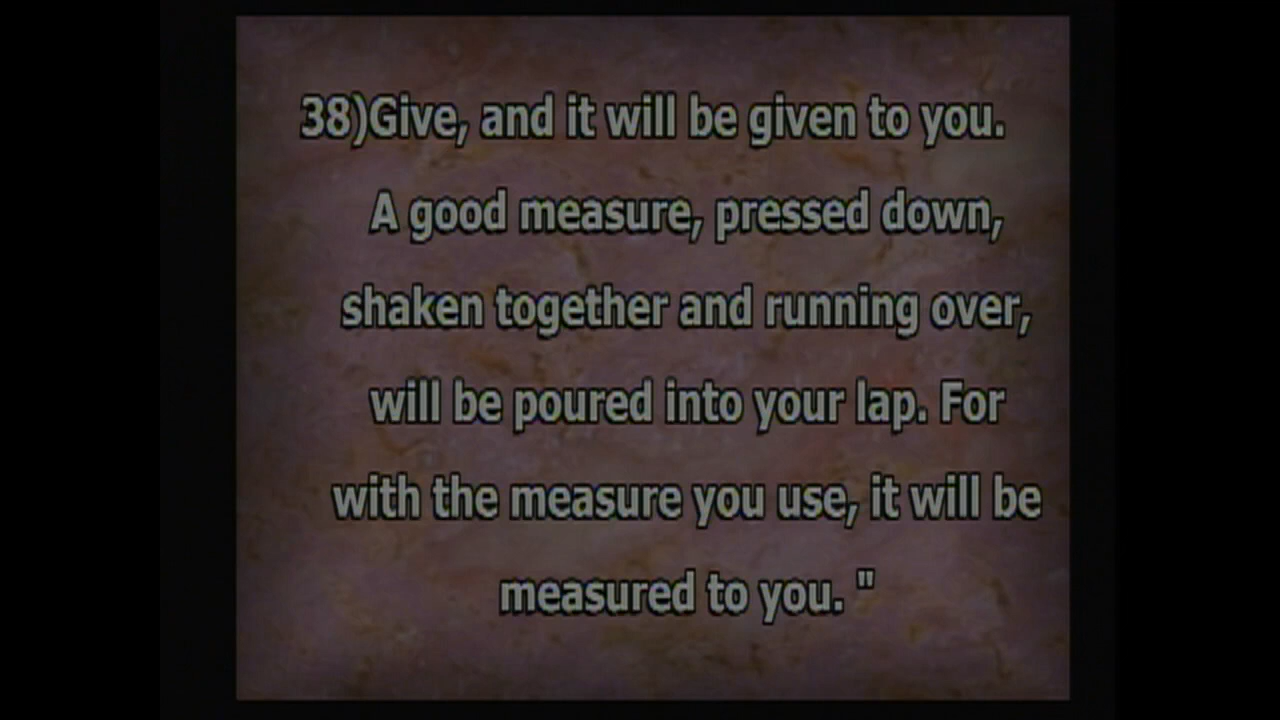 38)Give, and it will be given to you.
A good measure, pressed down,
shaken together and running over,
will be poured into your lap. For
with the measure you use, it will be
measured to you. "